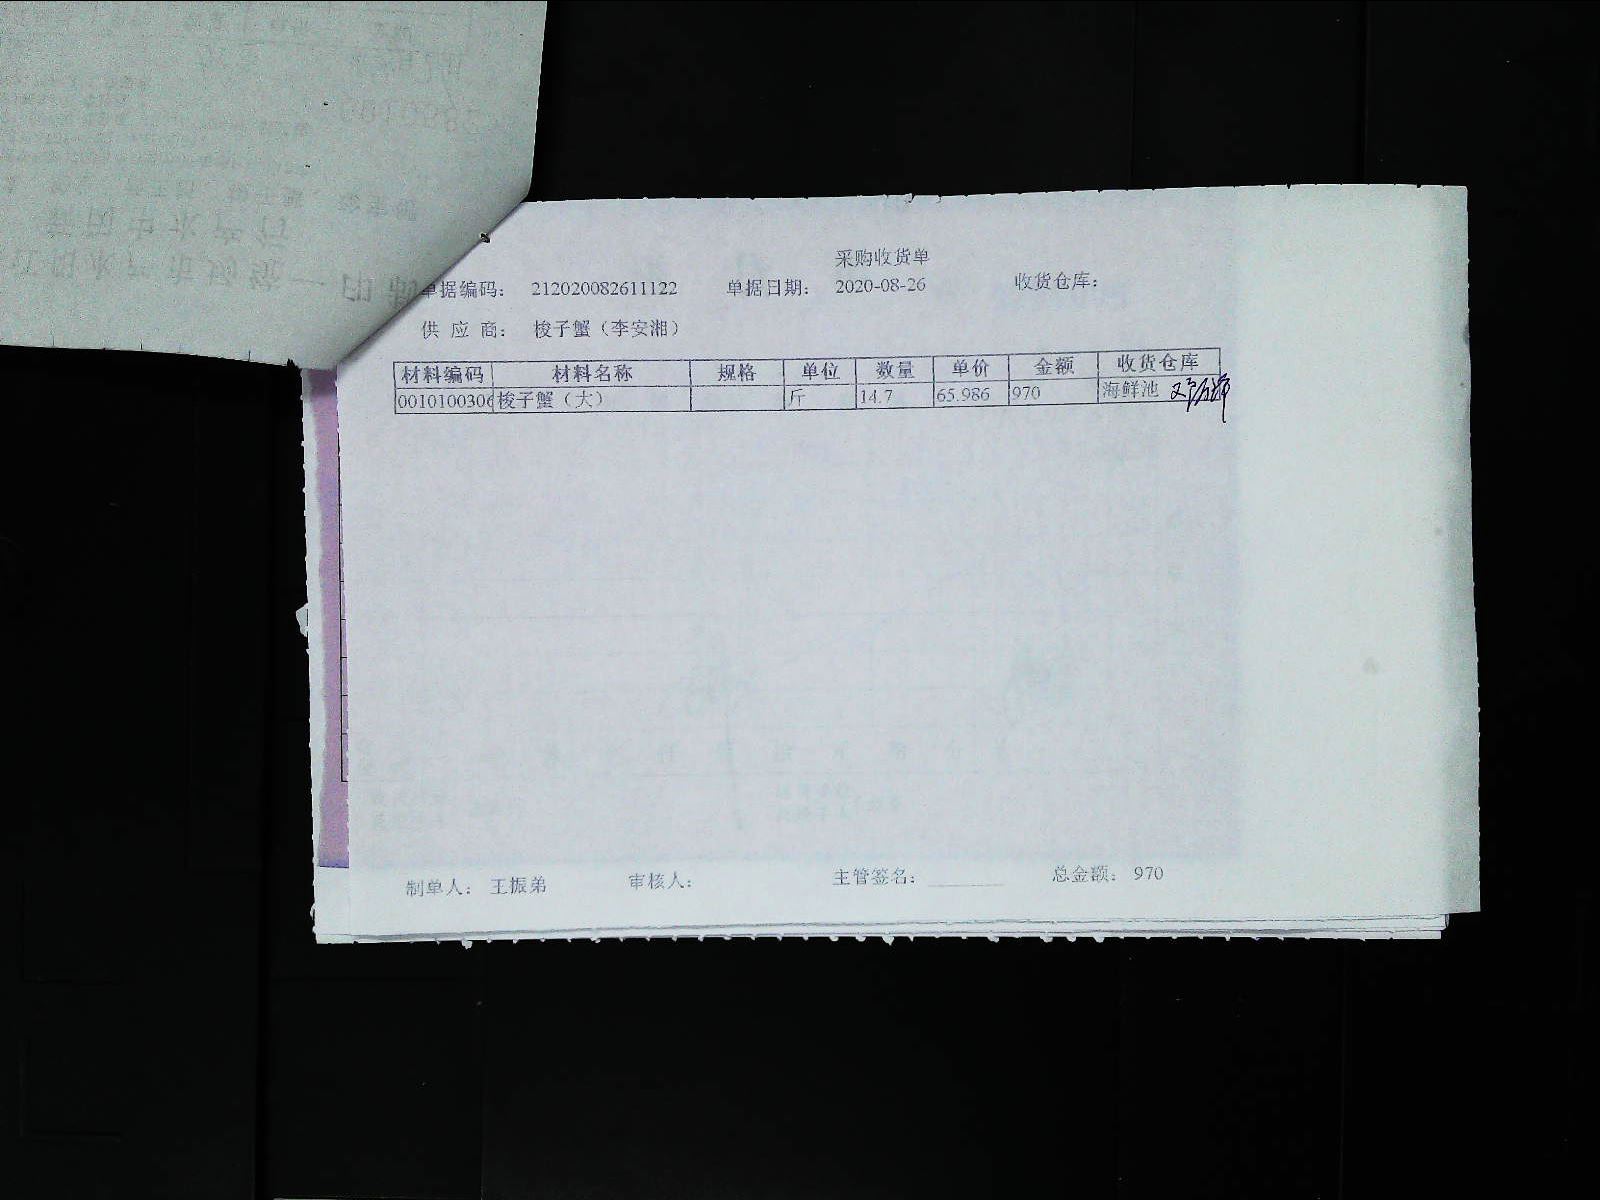 采购收货单
单据编码： 212020082611122 单据日期： 2020-08-26 收货仓库：
供 应 商： 梭子蟹（李安湘）
材料编码 材料名称 规格 单位 数量 单价 金额 收货仓库
0010100306 梭子蟹（大） 斤 14.7 65.986 970 海鲜池
制单人： 王振弟 审核人： 主管签名： 总金额： 970